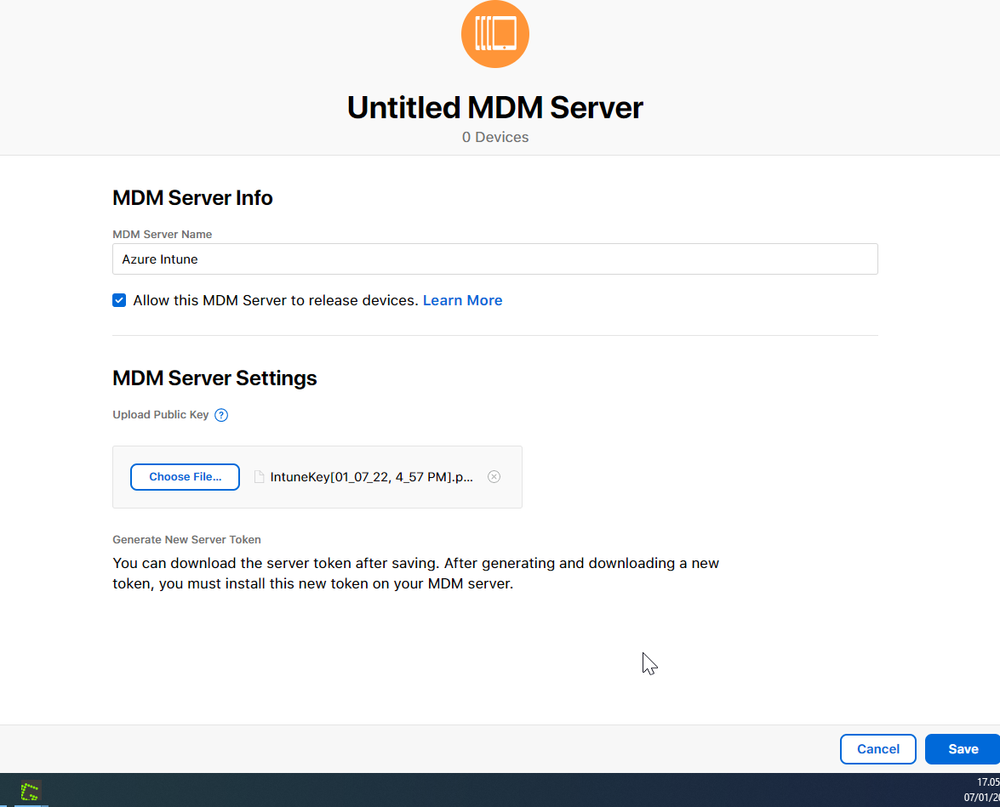 Untitled MDM Server
0 Devices
MDM Server Info
MDM Server Name
Azure Intune
Allow this MDM Server to release devices. Learn More
MDM Server Settings
Upload Public Key ?
Choose File... IntuneKey[01_07_22, 4_57 PM].p...
Generate New Server Token
You can download the server token after saving. After generating and downloading a new
token, you must install this new token on your MDM server.
Cancel Save
17.05
07/01/20